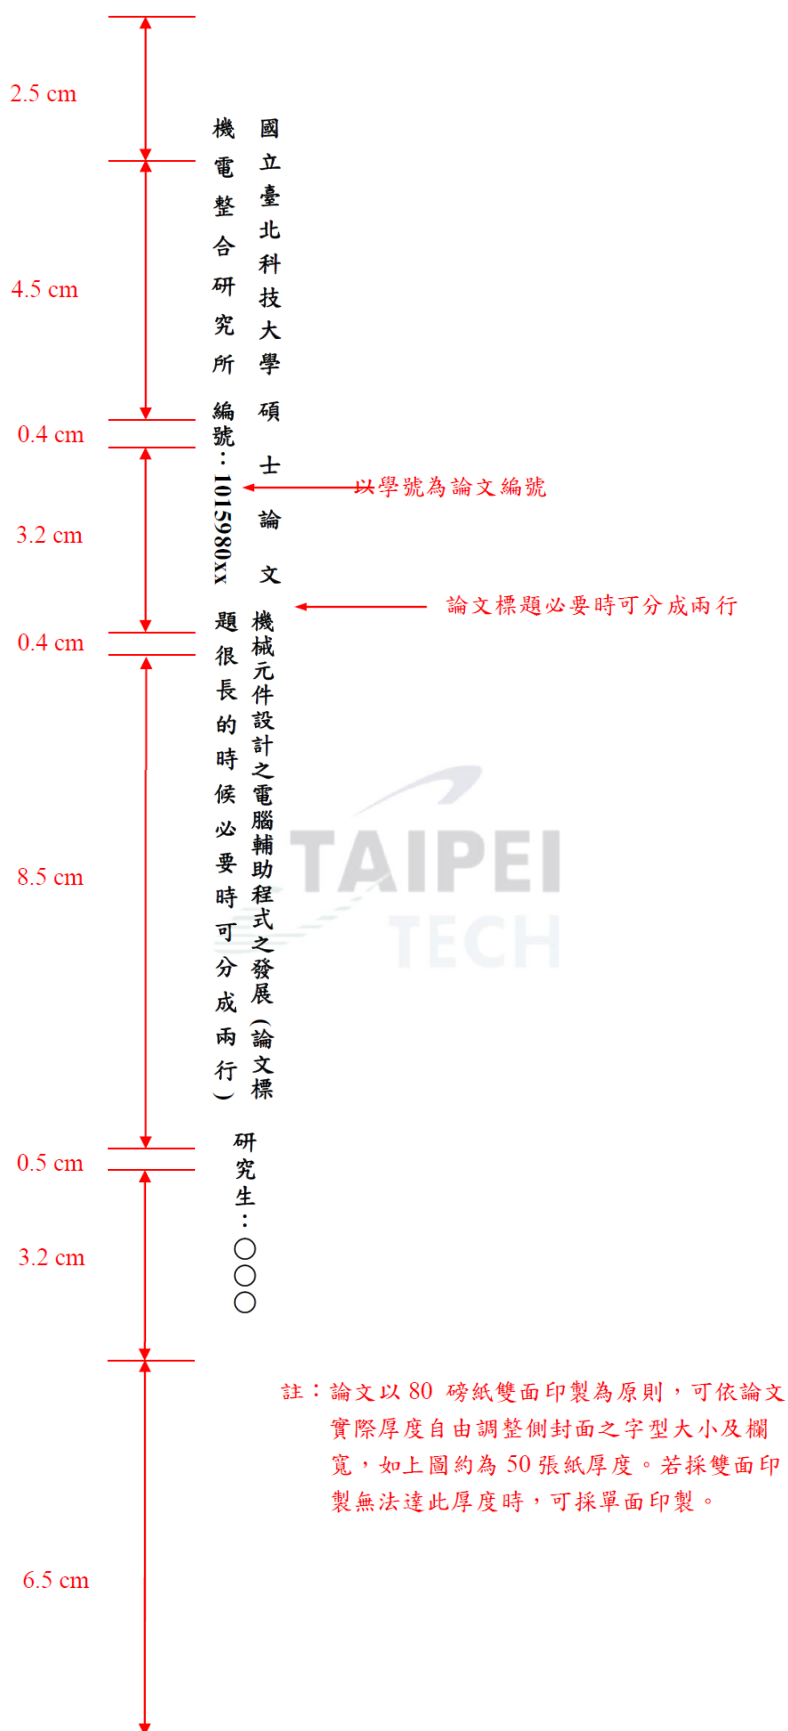 2.5 cm
4.5 cm
0.4 cm
3.2 cm
0.4 cm
8.5 cm
0.5 cm
3.2 cm
6.5 cm
國立臺北科技大學 碩士論文 機械元件設計之電腦輔助程式之發展(論文標
機電整合研究所 編號：1015980xx 題很長的時候必要時可分成兩行)
研究生：○○○
以學號為論文編號
論文標題必要時可分成兩行
TAIPEI
TECH
註：論文以 80 磅紙雙面印製為原則，可依論文
實際厚度自由調整側封面之字型大小及欄
寬，如上圖約為 50 張紙厚度。若採雙面印
製無法達此厚度時，可採單面印製。